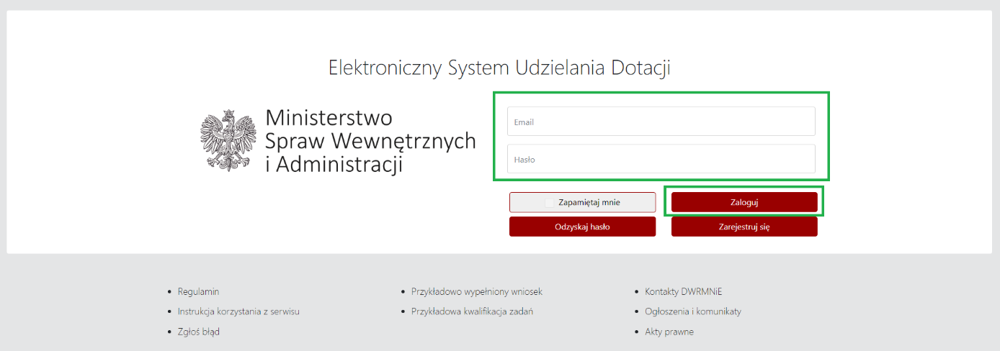 Elektroniczny System Udzielania Dotacji
Ministerstwo
Spraw Wewnętrznych
i Administracji
Email
Hasło
Zapamiętaj mnie
Zaloguj
Odzyskaj hasło
Zarejestruj się
Regulamin
Instrukcja korzystania z serwisu
Zgłoś błąd
Przykładowo wypełniony wniosek
Przykładowa kwalifikacja zadań
Kontakty DWRMNiE
Ogłoszenia i komunikaty
Akty prawne